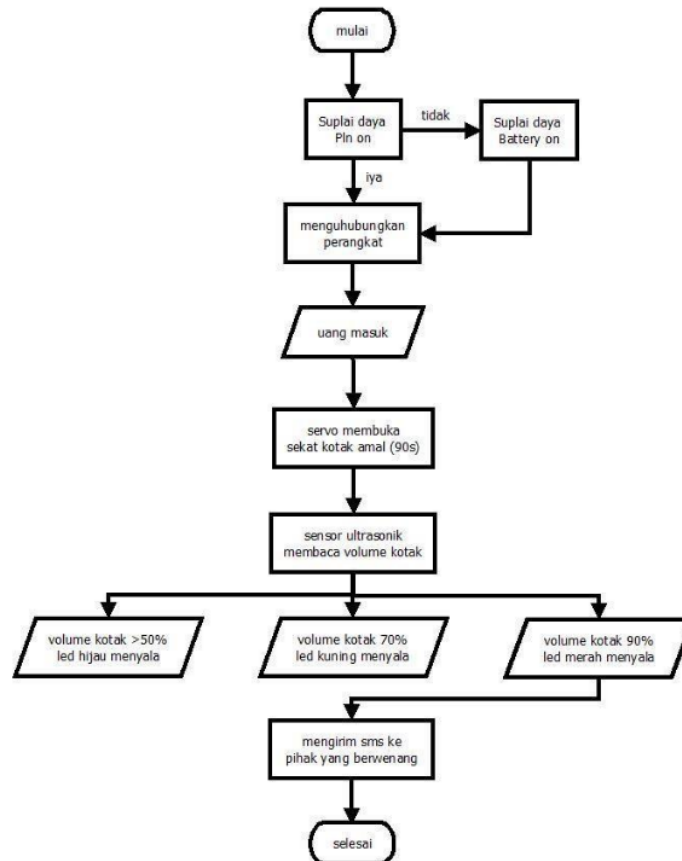 mulai
Suplai daya
Pln on
tidak
Suplai daya
Battery on
iya
menguhubungkan
perangkat
uang masuk
servo membuka
sekat kotak amal (90s)
sensor ultrasonik
membaca volume kotak
volume kotak >50%
led hijau menyala
volume kotak 70%
led kuning menyala
volume kotak 90%
led merah menyala
mengirim sms ke
pihak yang berwenang
selesai